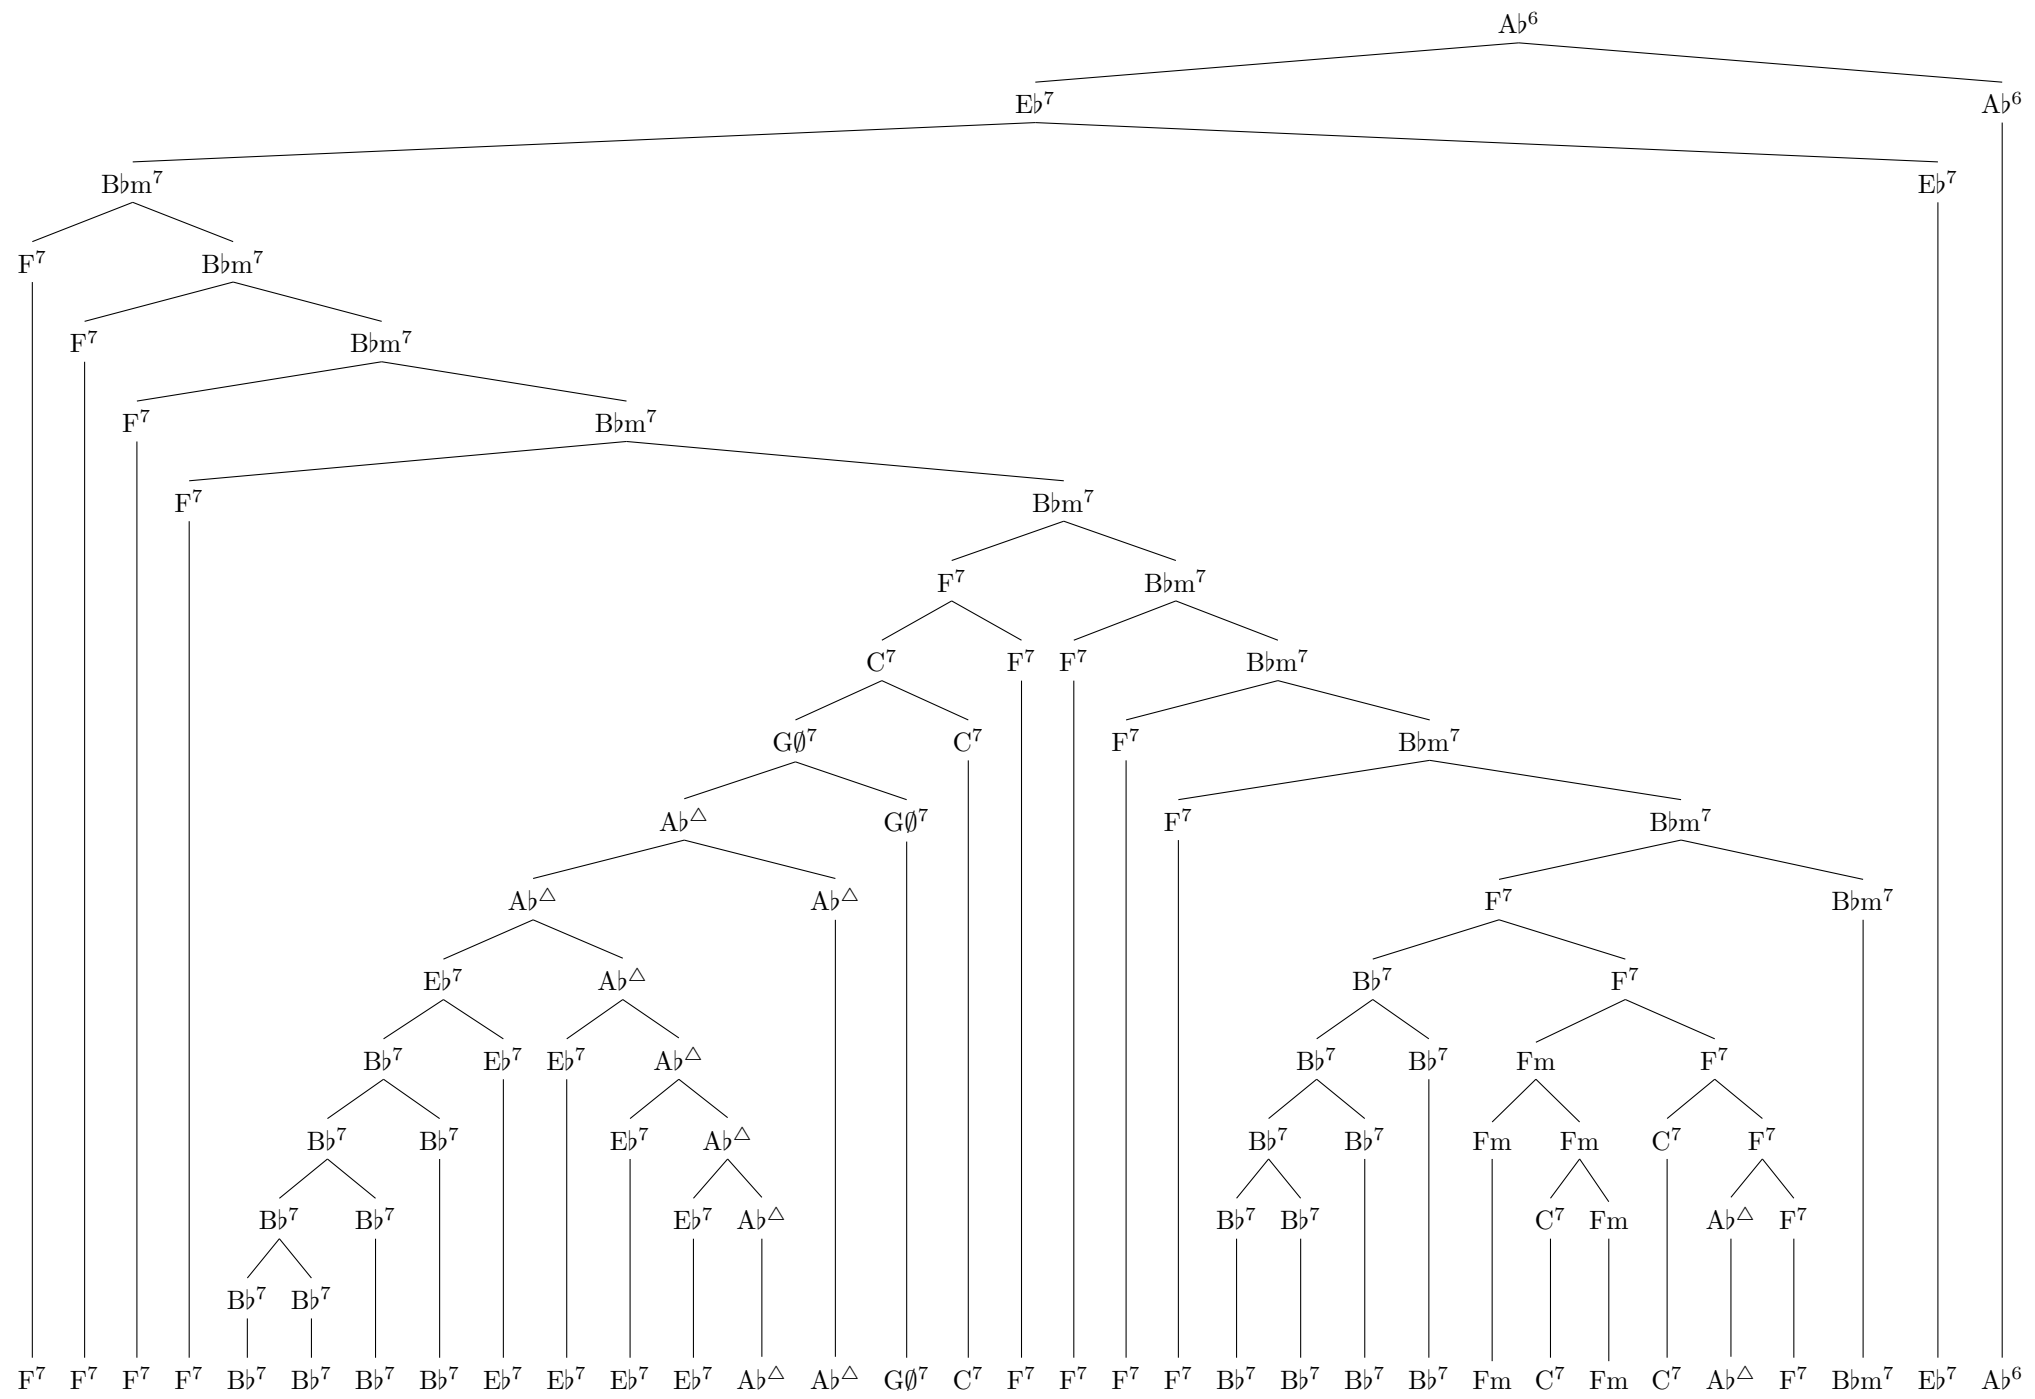 A♭⁶
E♭⁷ A♭⁶
B♭m⁷ E♭⁷
F⁷ B♭m⁷
F⁷ B♭m⁷
F⁷ B♭m⁷
F⁷ B♭m⁷
F⁷ B♭m⁷
C⁷ F⁷ F⁷ B♭m⁷
G∅⁷ C⁷ F⁷ B♭m⁷
A♭△ G∅⁷ F⁷ B♭m⁷
A♭△ A♭△ F⁷ B♭m⁷
E♭⁷ A♭△ B♭⁷ F⁷
B♭⁷ E♭⁷ E♭⁷ A♭△ B♭⁷ B♭⁷ Fm F⁷
B♭⁷ B♭⁷ E♭⁷ A♭△ B♭⁷ B♭⁷ Fm Fm C⁷ F⁷
B♭⁷ B♭⁷ E♭⁷ A♭△ B♭⁷ B♭⁷ C⁷ Fm A♭△ F⁷
B♭⁷ B♭⁷
F⁷ F⁷ F⁷ F⁷ B♭⁷ B♭⁷ B♭⁷ B♭⁷ E♭⁷ E♭⁷ E♭⁷ E♭⁷ A♭△ A♭△ G∅⁷ C⁷ F⁷ F⁷ F⁷ F⁷ B♭⁷ B♭⁷ B♭⁷ B♭⁷ Fm C⁷ Fm C⁷ A♭△ F⁷ B♭m⁷ E♭⁷ A♭⁶